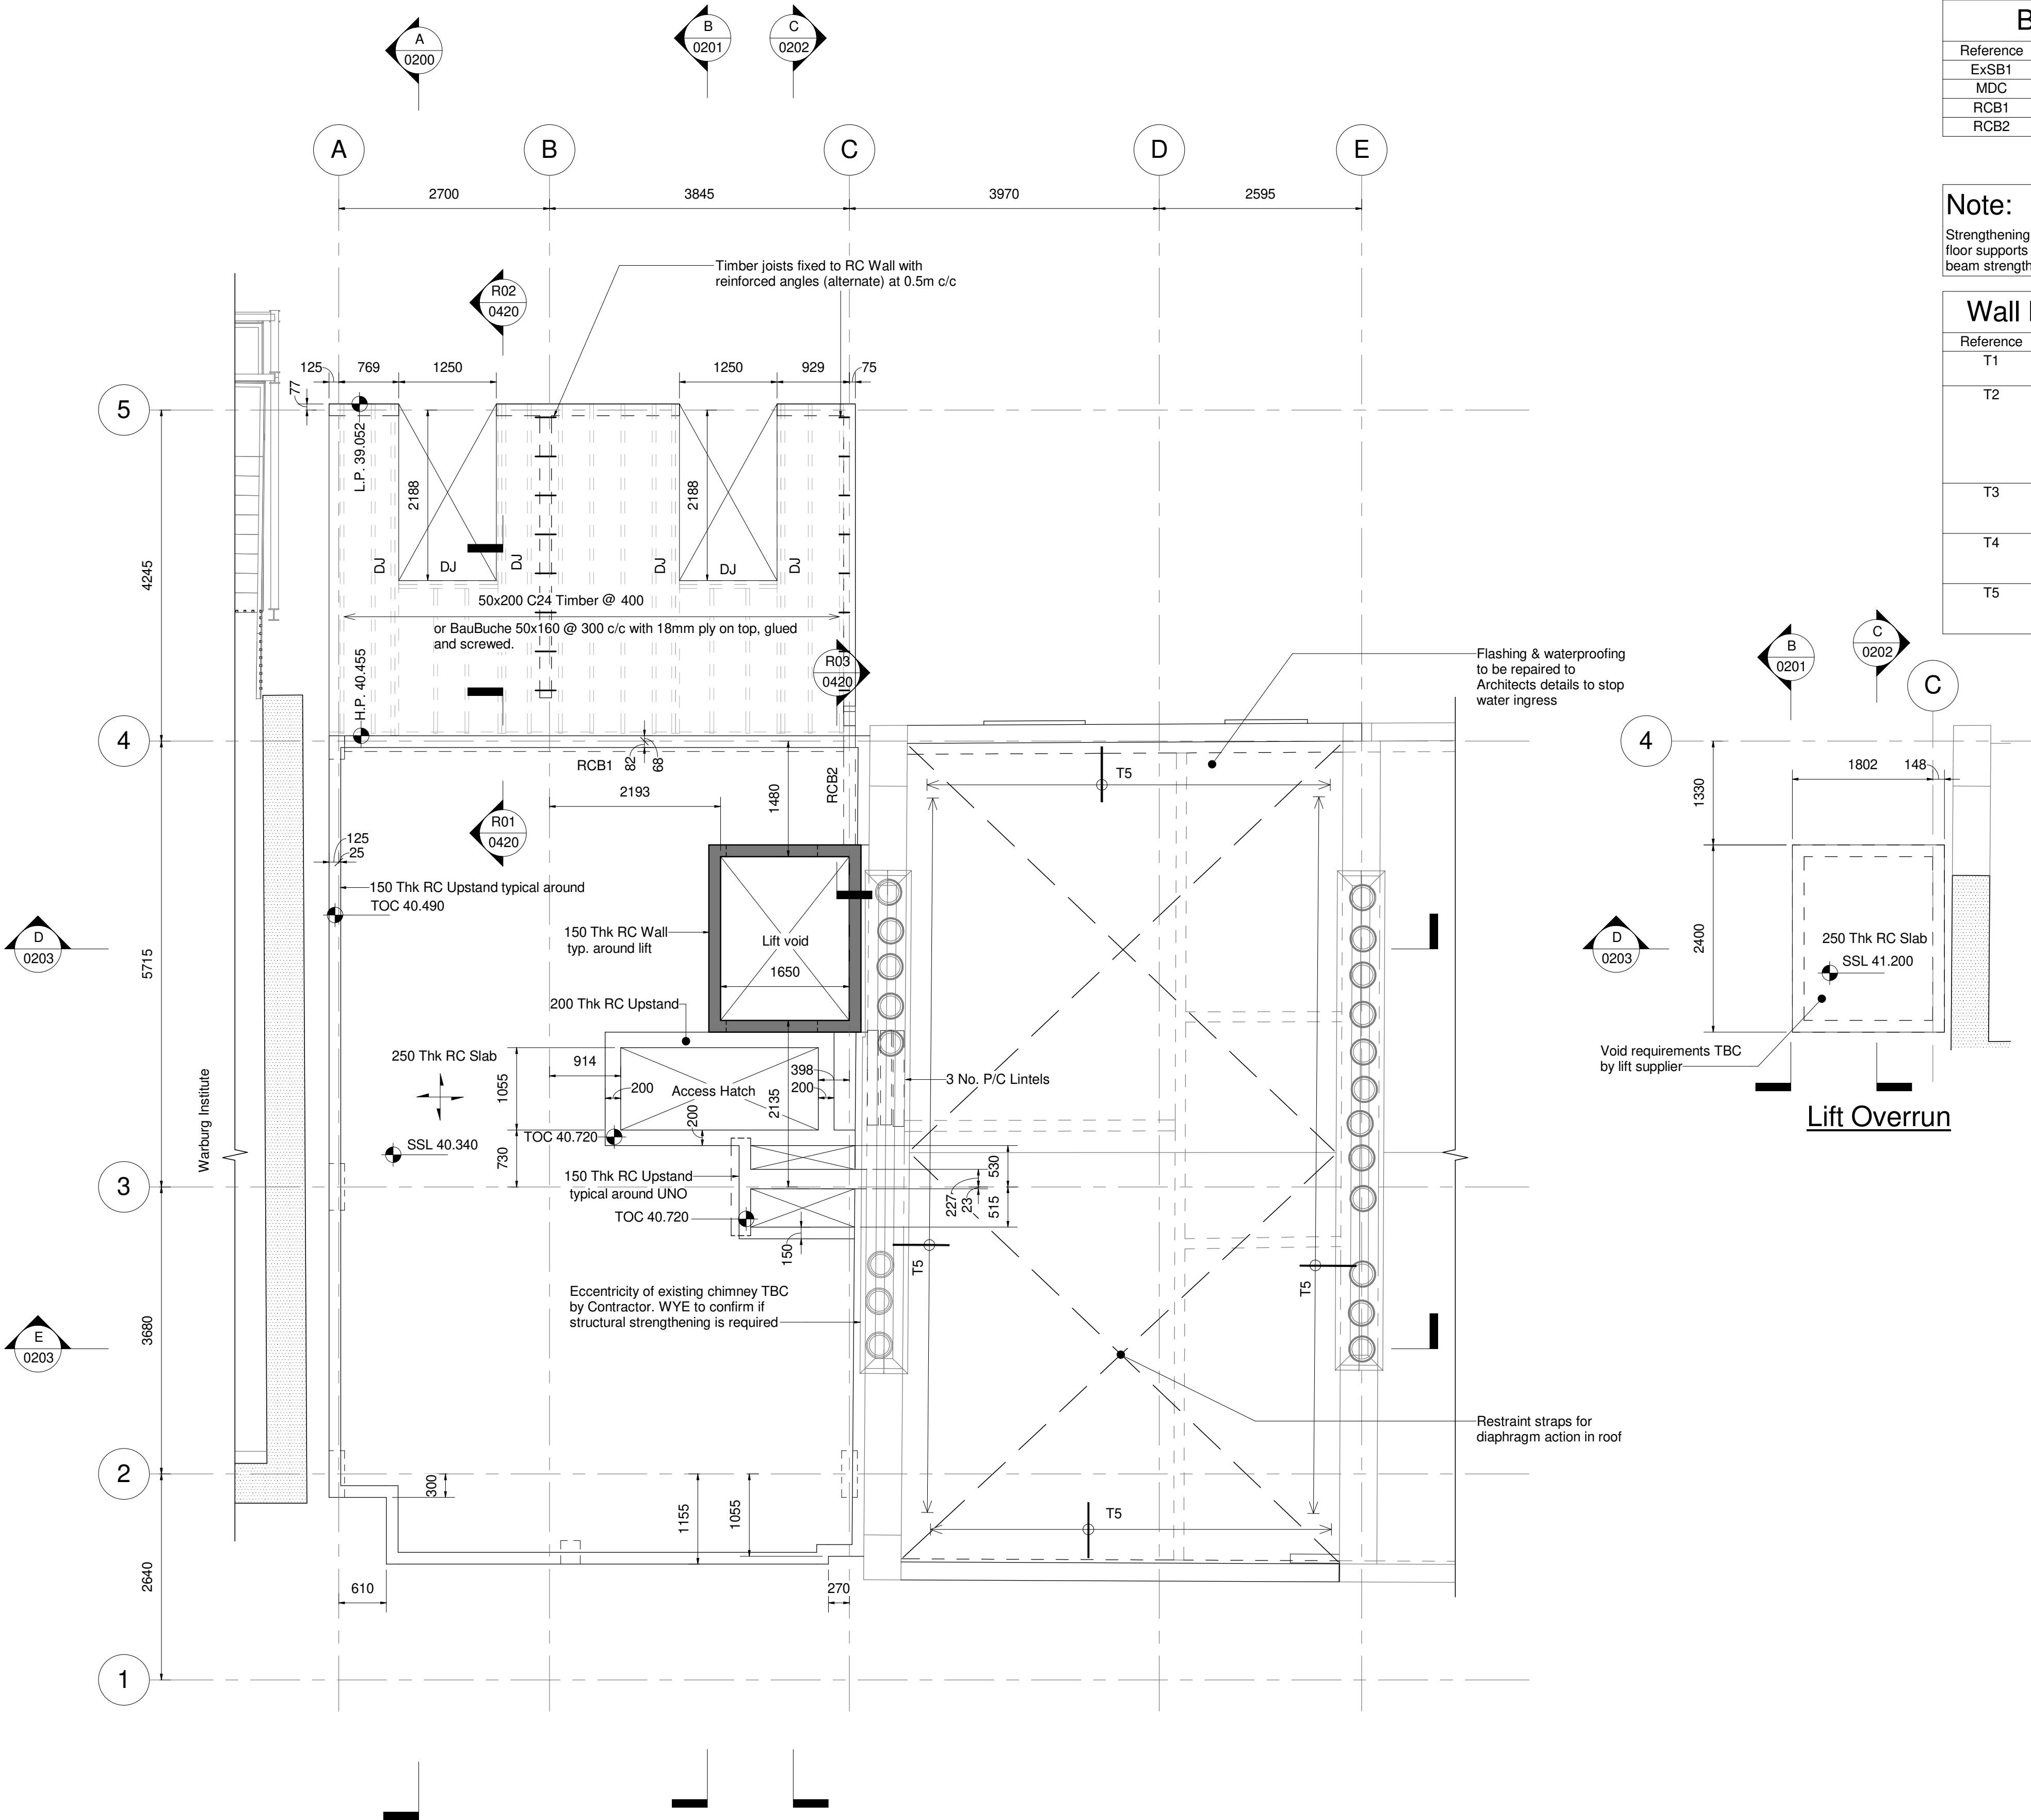 A
0200
B
0201
C
0202
B
Reference
ExSB1
MDC
RCB1
RCB2
A
B
C
D
E
2700
3845
3970
2595
Note:
Strengthening
floor supports
beam strength
Timber joists fixed to RC Wall with
reinforced angles (alternate) at 0.5m c/c
R02
0420
Wall
Reference
T1
T2
T3
T4
T5
125
769
1250
1250
929
75
77
5
L.P. 39.052
2188
2188
DJ
DJ
DJ
DJ
DJ
DJ
4245
50x200 C24 Timber @ 400
or BauBuche 50x160 @ 300 c/c with 18mm ply on top, glued
and screwed.
H.P. 40.455
R03
0420
Flashing & waterproofing
to be repaired to
Architects details to stop
water ingress
4
RCB1
82
68
RCB2
T5
2193
1480
R01
0420
125
25
150 Thk RC Upstand typical around
TOC 40.490
D
0203
5715
150 Thk RC Wall
typ. around lift
Lift void
1650
200 Thk RC Upstand
250 Thk RC Slab
914
398
1055
200
Access Hatch
200
2135
3 No. P/C Lintels
200
TOC 40.720
SSL 40.340
730
Warburg Institute
530
150 Thk RC Upstand
typical around UNO
227
23
515
3
TOC 40.720
150
T5
T5
Eccentricity of existing chimney TBC
by Contractor. WYE to confirm if
structural strengthening is required
E
0203
3680
Restraint straps for
diaphragm action in roof
2
300
1155
1055
T5
2640
610
270
1
B
0201
C
0202
C
4
1802
148
1330
2400
D
0203
250 Thk RC Slab
SSL 41.200
Void requirements TBC
by lift supplier
Lift Overrun